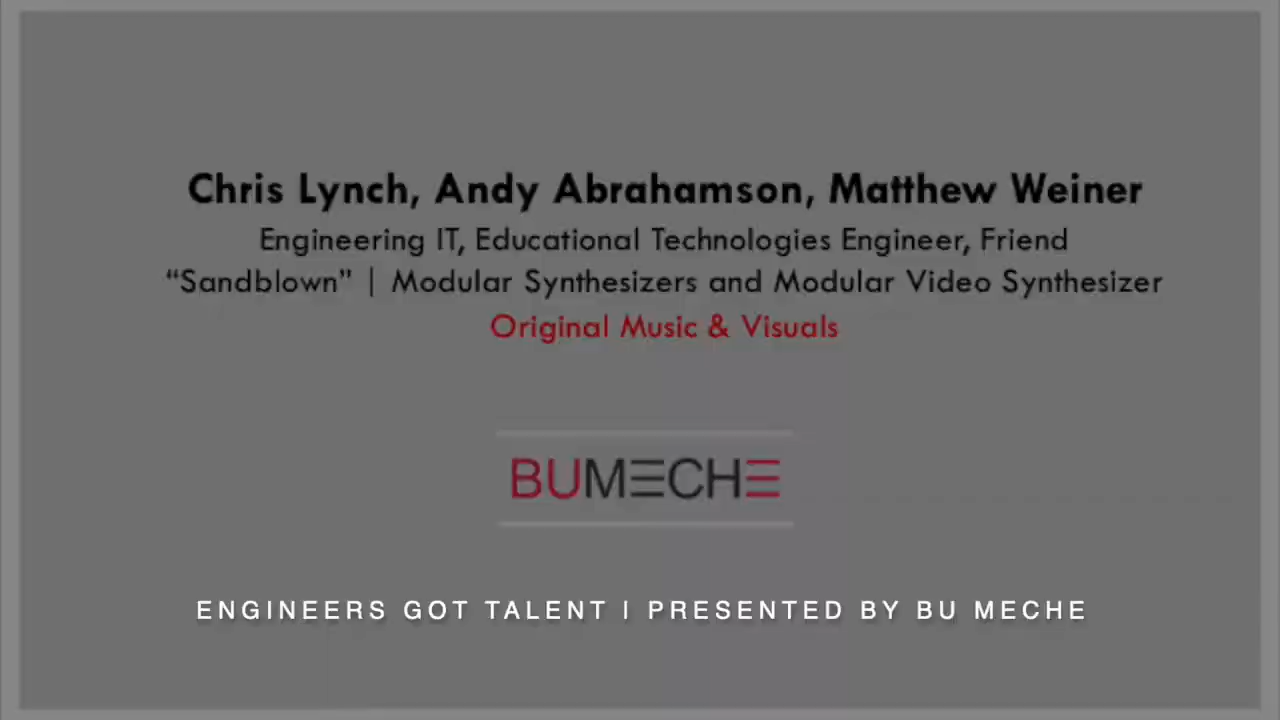 Chris Lynch, Andy Abrahamson, Matthew Weiner
Engineering IT, Educational Technologies Engineer, Friend
“Sandblown” | Modular Synthesizers and Modular Video Synthesizer
Original Music & Visuals
BUMECHE
ENGINEERS GOT TALENT | PRESENTED BY BU MECHE